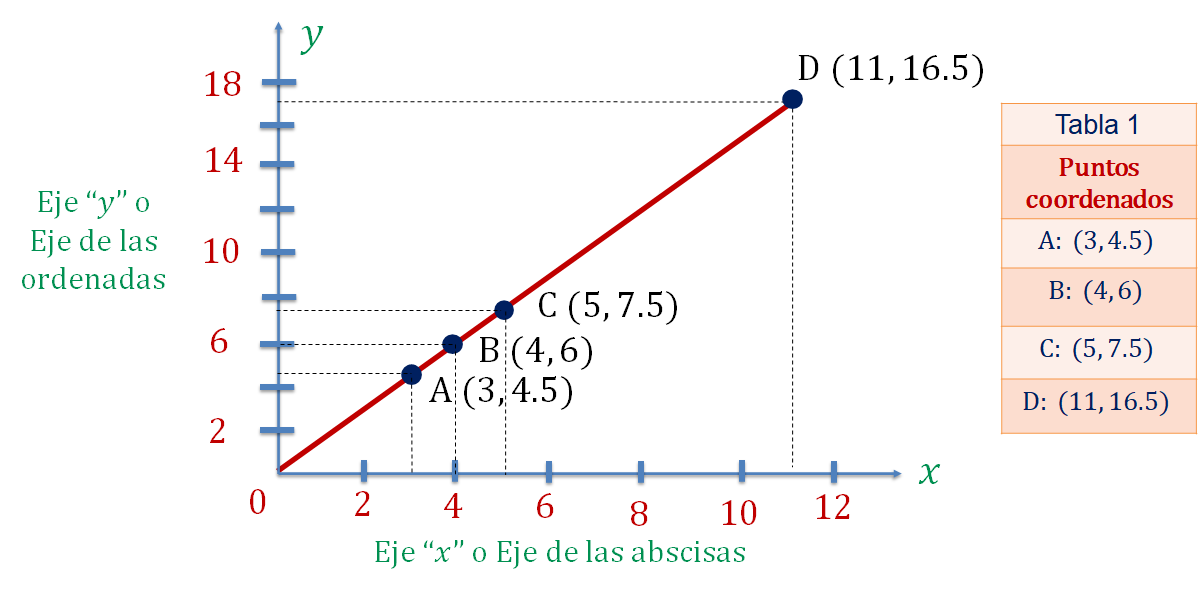 y
18
14
10
6
2
0
2
4
6
8
10
12
x
Eje “y” o
Eje de las
ordenadas
Eje “x” o Eje de las abscisas
D (11, 16.5)
C (5, 7.5)
B (4, 6)
A (3, 4.5)
Tabla 1
Puntos
coordenados
A: (3, 4.5)
B: (4, 6)
C: (5, 7.5)
D: (11, 16.5)